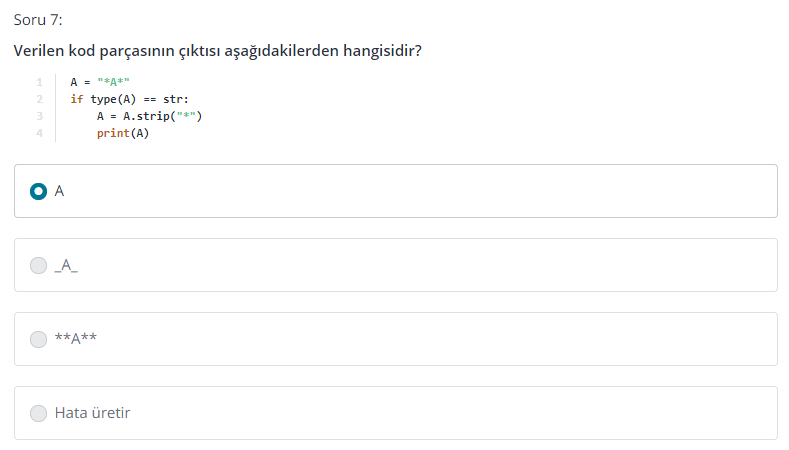 Soru 7:
Verilen kod parçasının çıktısı aşağıdakilerden hangisidir?
1 A = "*A*"
2 if type(A) == str:
3     A = A.strip("*")
4     print(A)
A
_A_
**A**
Hata üretir